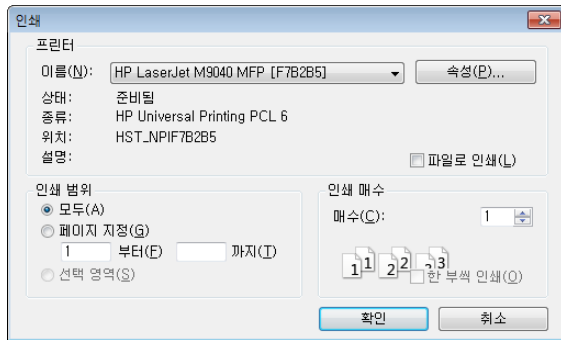 인쇄
프린터
이름(N): HP LaserJet M9040 MFP [F7B2B5] 속성(P)...
상태: 준비됨
종류: HP Universal Printing PCL 6
위치: HST_NPIF7B2B5
설명: 파일로 인쇄(L)
인쇄 범위
모두(A)
페이지 지정(G)
1 부터(F) 까지(T)
선택 영역(S)
인쇄 매수
매수(C): 1
1 1 2 2 3 3
한 부씩 인쇄(O)
확인 취소